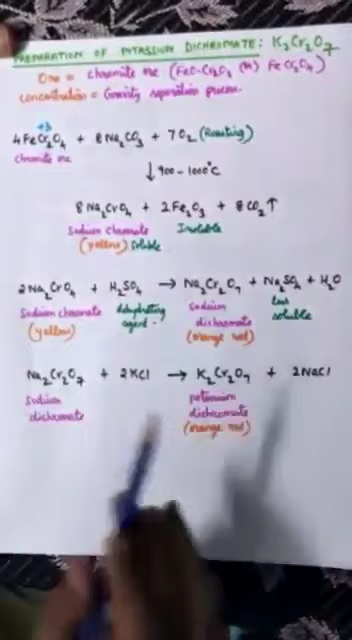 PREPARATION OF POTASSIUM DICHROMATE: K₂Cr₂O₇
Ore = chromite ore (FeO.Cr₂O₃ (or) FeCr₂O₄)
concentration = Gravity separation process.
+3
4FeCr₂O₄ + 8Na₂CO₃ + 7O₂ (Roasting)
chromite ore
↓ 900-1000°C
8Na₂CrO₄ + 2Fe₂O₃ + 8CO₂↑
Sodium chromate Insoluble
(yellow) soluble
2Na₂CrO₄ + H₂SO₄ → Na₂Cr₂O₇ + Na₂SO₄ + H₂O
Sodium chromate dehydrating Sodium less
(yellow) agent. dichromate soluble
(orange red)
Na₂Cr₂O₇ + 2KCl → K₂Cr₂O₇ + 2NaCl
Sodium potassium
dichromate dichromate
(orange red)